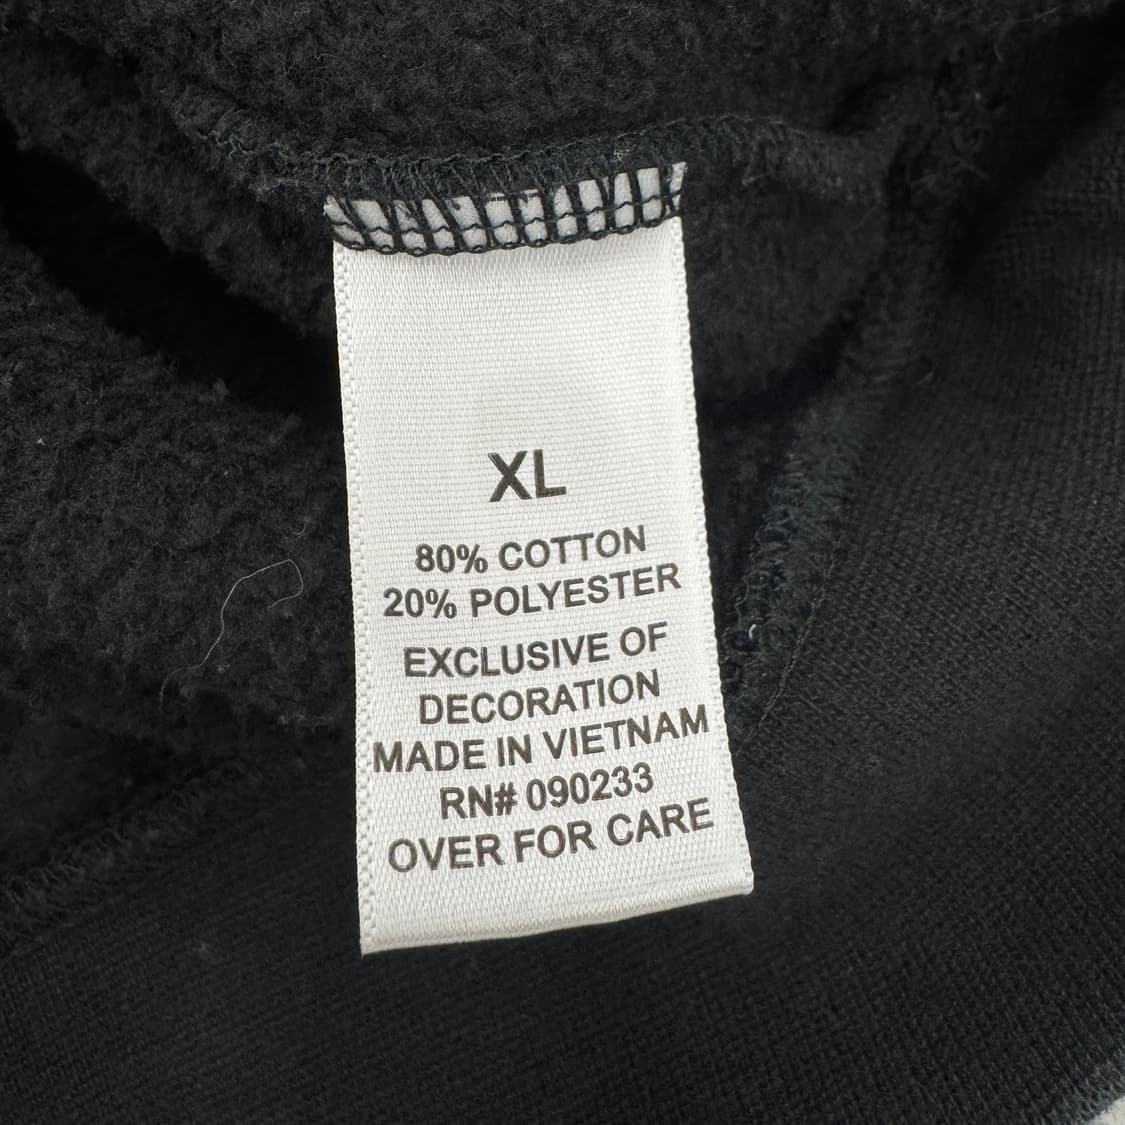 XL
80% COTTON
20% POLYESTER
EXCLUSIVE OF
DECORATION
MADE IN VIETNAM
RN# 090233
OVER FOR CARE